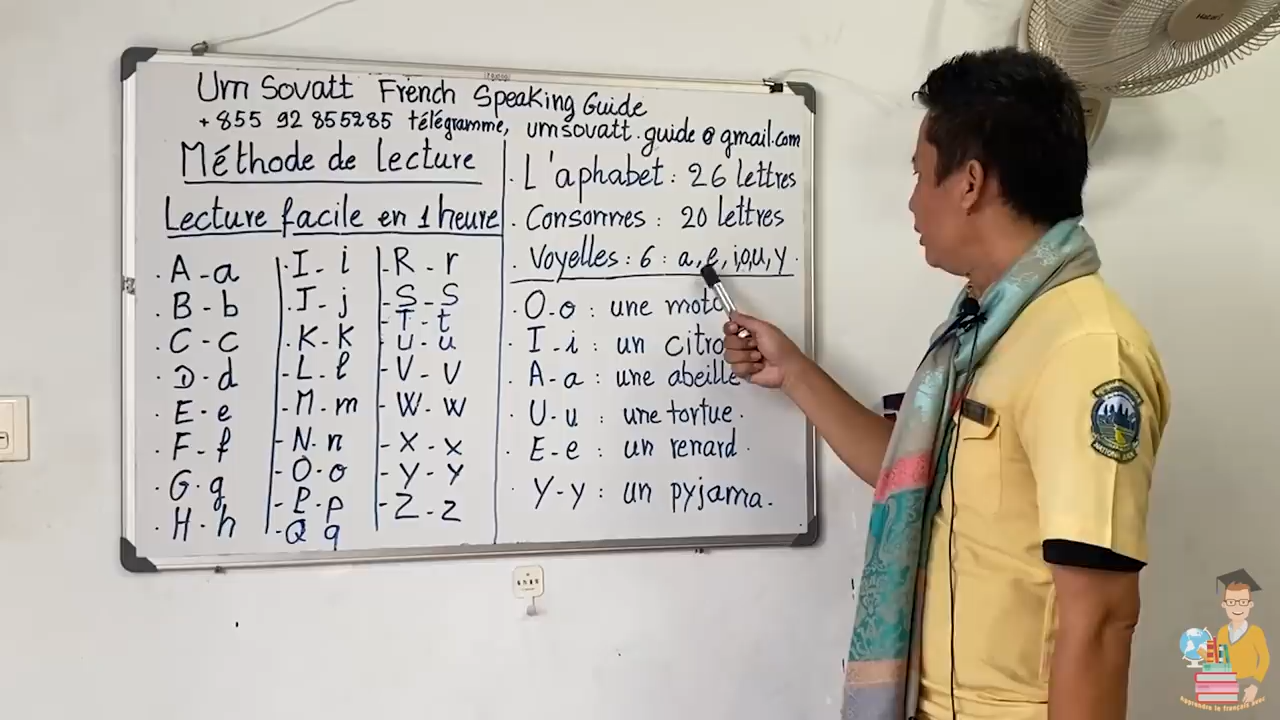 Um Sovatt French Speaking Guide
+855 92 855285 télégramme, umsovatt.guide@gmail.com
Méthode de lecture
Lecture facile en 1 heure
· A - a
· B - b
· C - c
· D - d
· E - e
· F - f
· G - g
· H - h
· I - i
· J - j
- K - k
- L - l
- M - m
- N - n
- O - o
- P - p
- Q q
- R - r
- S - s
- T - t
- U - u
- V - v
- W - w
- X - x
- Y - y
- Z - z
· L'aphabet : 26 lettres
· Consonnes : 20 lettres
· Voyelles : 6 : a, e, i, o, u, y.
· O - o : une moto
· I - i : un citro
· A - a : une abeille
· U - u : une tortue.
· E - e : un renard.
· Y - y : un pyjama.
Hatari